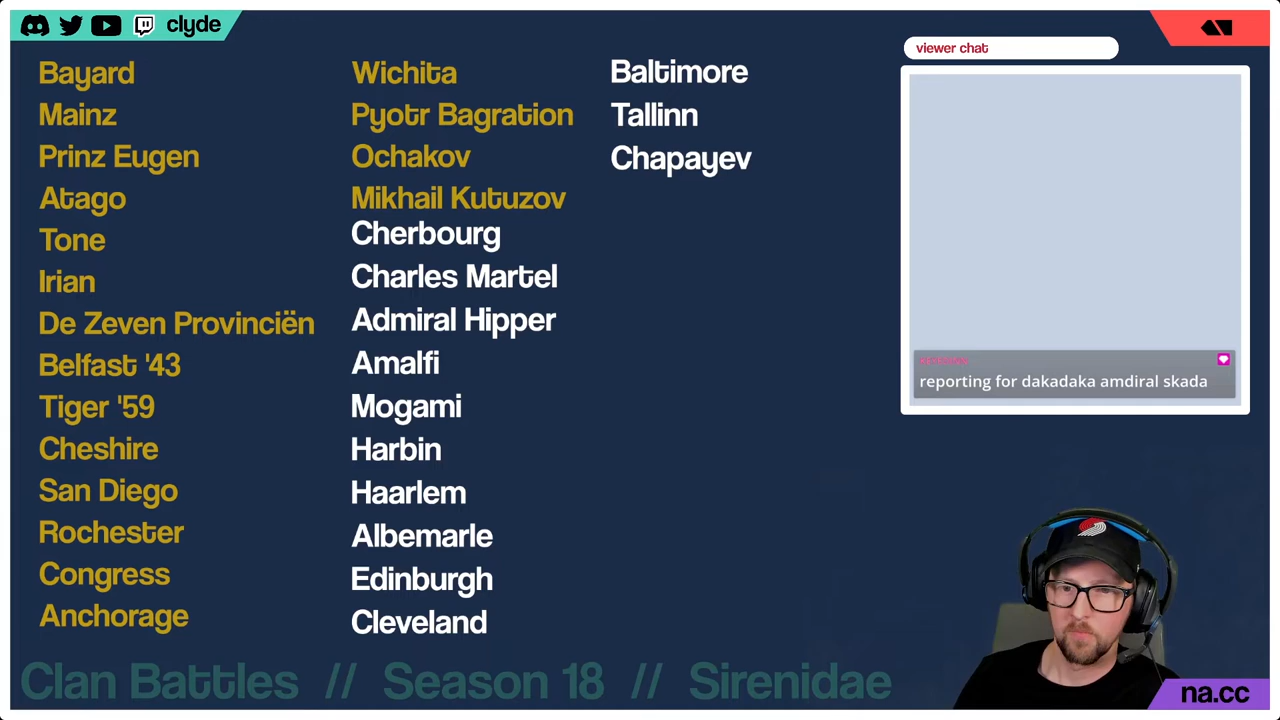 clyde
Bayard
Mainz
Prinz Eugen
Atago
Tone
Irian
De Zeven Provinciën
Belfast '43
Tiger '59
Cheshire
San Diego
Rochester
Congress
Anchorage
Wichita
Pyotr Bagration
Ochakov
Mikhail Kutuzov
Cherbourg
Charles Martel
Admiral Hipper
Amalfi
Mogami
Harbin
Haarlem
Albemarle
Edinburgh
Cleveland
Baltimore
Tallinn
Chapayev
viewer chat
reporting for dakadaka amdiral skada
Clan Battles // Season 18 // Sirenidae
na.cc